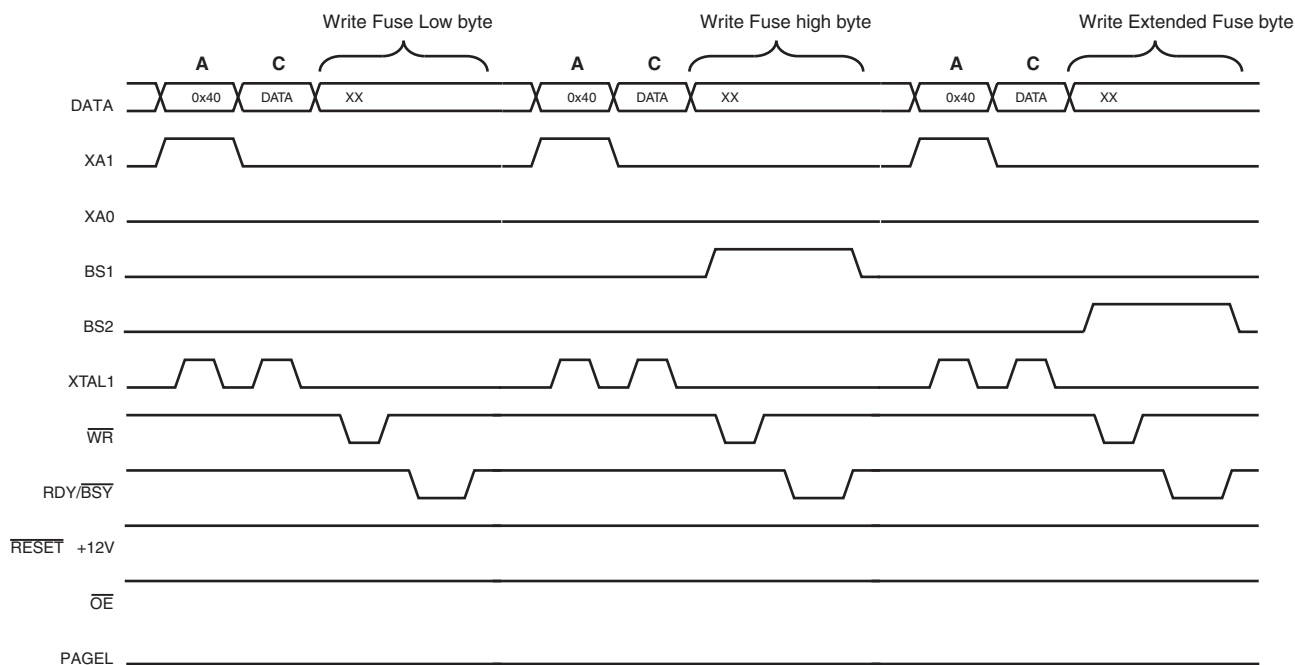 Write Fuse Low byte Write Fuse high byte Write Extended Fuse byte
A C A C A C
DATA 0x40 DATA XX 0x40 DATA XX 0x40 DATA XX
XA1
XA0
BS1
BS2
XTAL1
WR
RDY/BSY
RESET +12V
OE
PAGEL